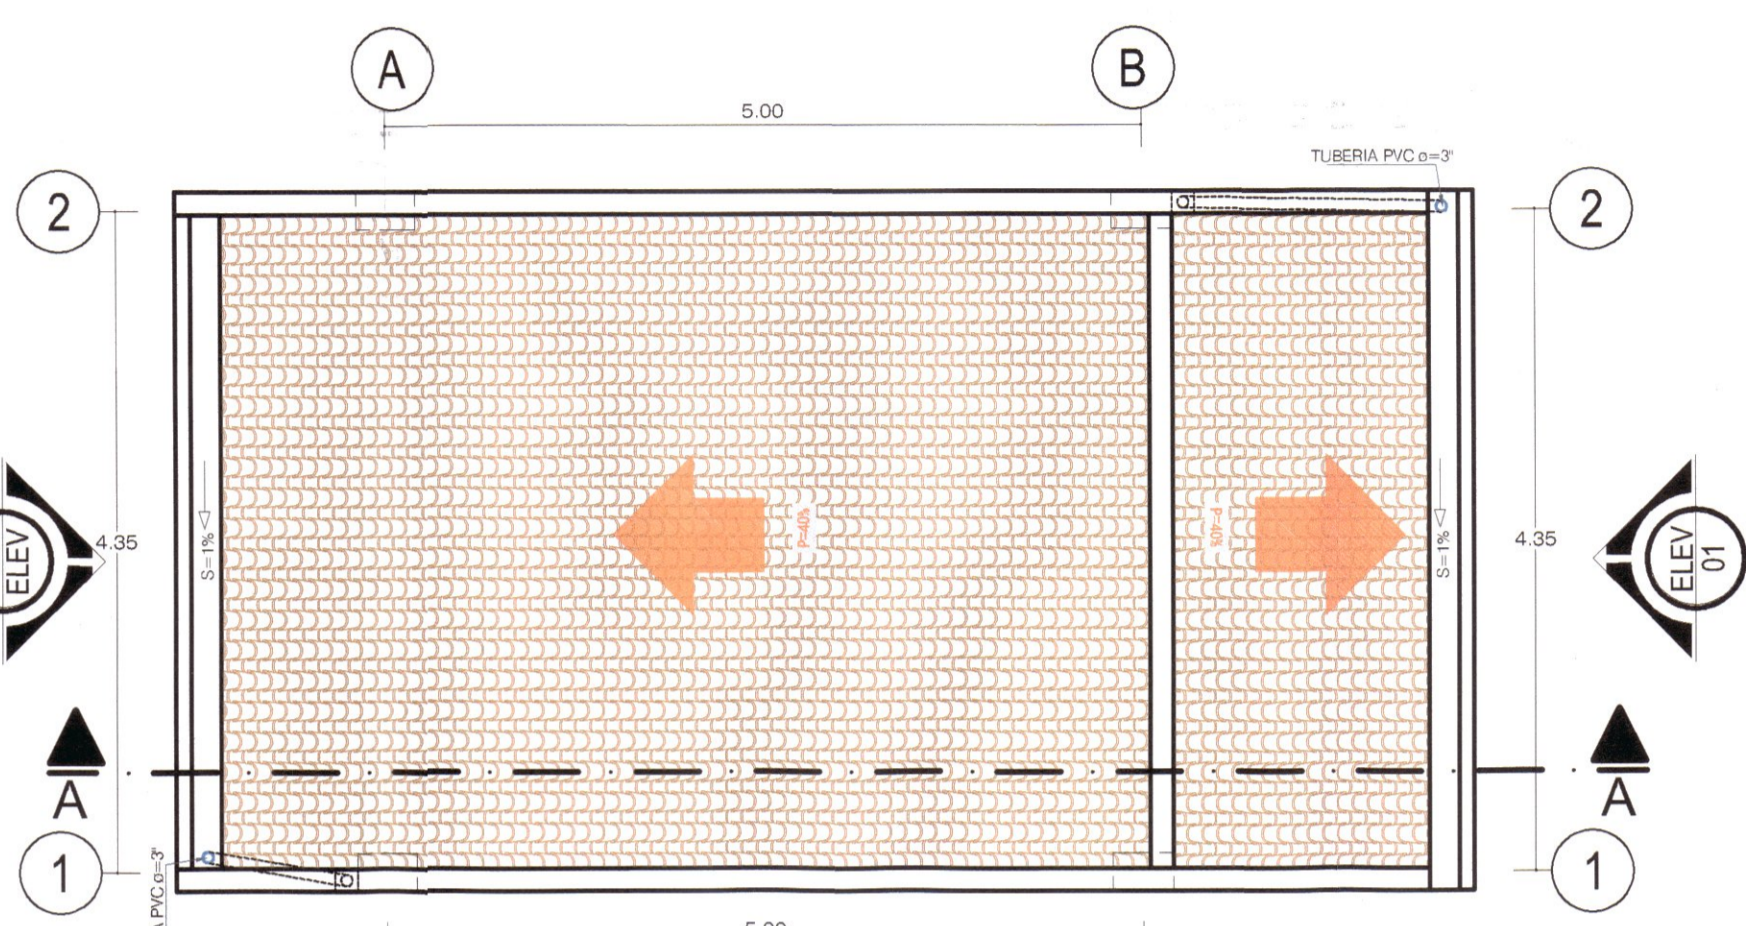 A
B
5.00
TUBERIA PVC ø=3"
2
2
S=1%
P=40%
P=40%
S=1%
ELEV
4.35
4.35
ELEV
01
A
A
1
1
PVC ø=3"